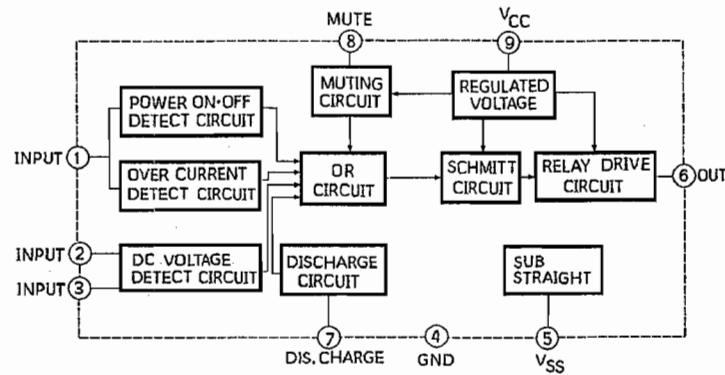 MUTE
VCC
8
9
POWER ON·OFF
DETECT CIRCUIT
MUTING
CIRCUIT
REGULATED
VOLTAGE
INPUT 1
OVER CURRENT
DETECT CIRCUIT
OR
CIRCUIT
SCHMITT
CIRCUIT
RELAY DRIVE
CIRCUIT
6 OUT
INPUT 2
INPUT 3
DC VOLTAGE
DETECT CIRCUIT
DISCHARGE
CIRCUIT
SUB
STRAIGHT
7
4
5
DIS. CHARGE
GND
VSS